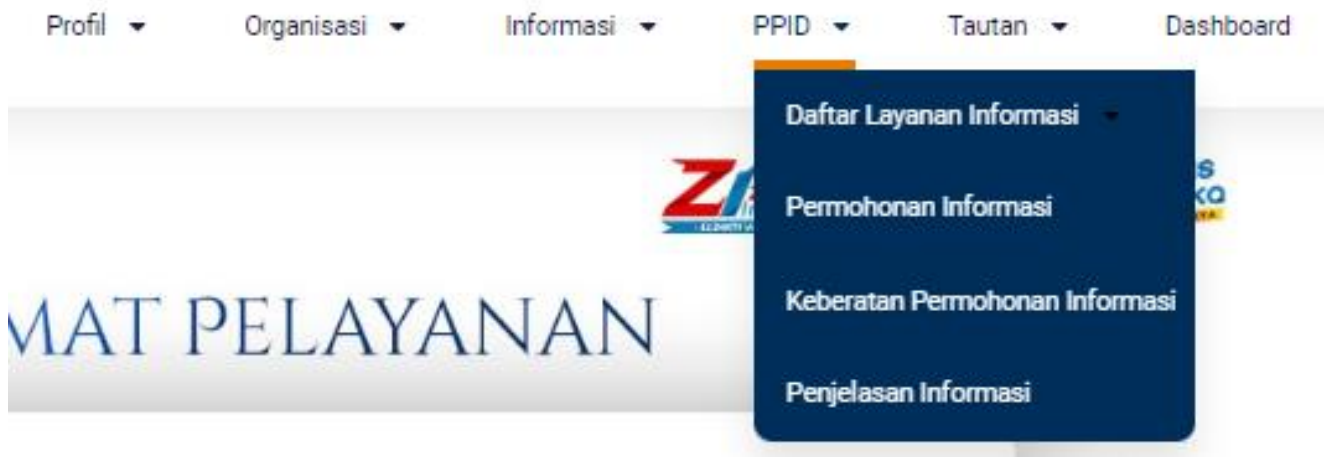 Profil
Organisasi
Informasi
PPID
Tautan
Dashboard
Daftar Layanan Informasi
Permohonan Informasi
Keberatan Permohonan Informasi
Penjelasan Informasi
MAT PELAYANAN